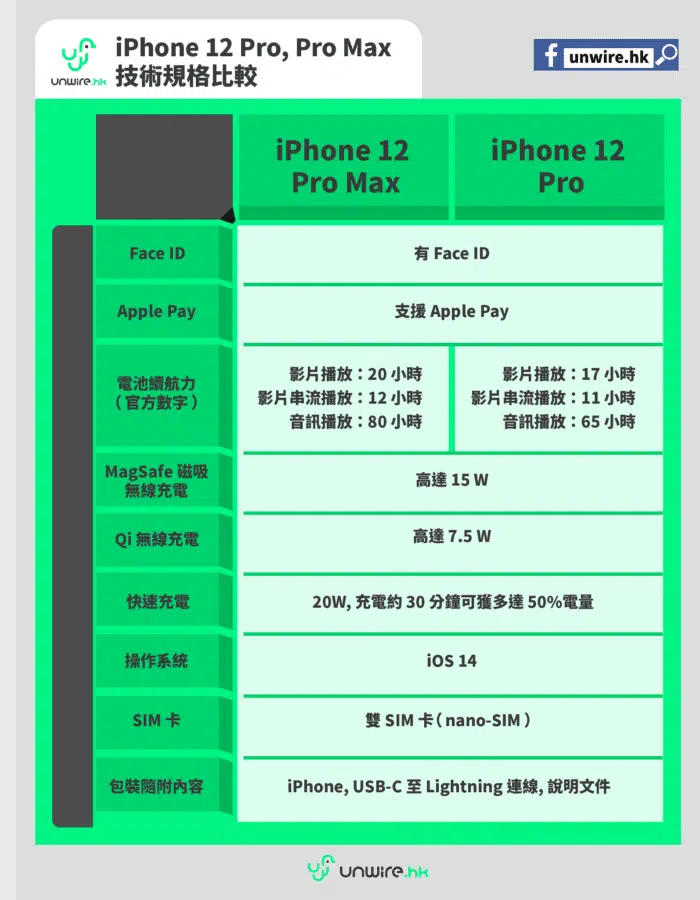 unwire.hk
iPhone 12 Pro, Pro Max
技術規格比較
f unwire.hk
iPhone 12
Pro Max
iPhone 12
Pro
Face ID
有 Face ID
Apple Pay
支援 Apple Pay
電池續航力
（官方數字）
影片播放：20 小時
影片串流播放：12 小時
音訊播放：80 小時
影片播放：17 小時
影片串流播放：11 小時
音訊播放：65 小時
MagSafe 磁吸
無線充電
高達 15 W
Qi 無線充電
高達 7.5 W
快速充電
20W, 充電約 30 分鐘可獲多達 50%電量
操作系統
iOS 14
SIM 卡
雙 SIM 卡（nano-SIM）
包裝隨附內容
iPhone, USB-C 至 Lightning 連線, 說明文件
unwire.hk